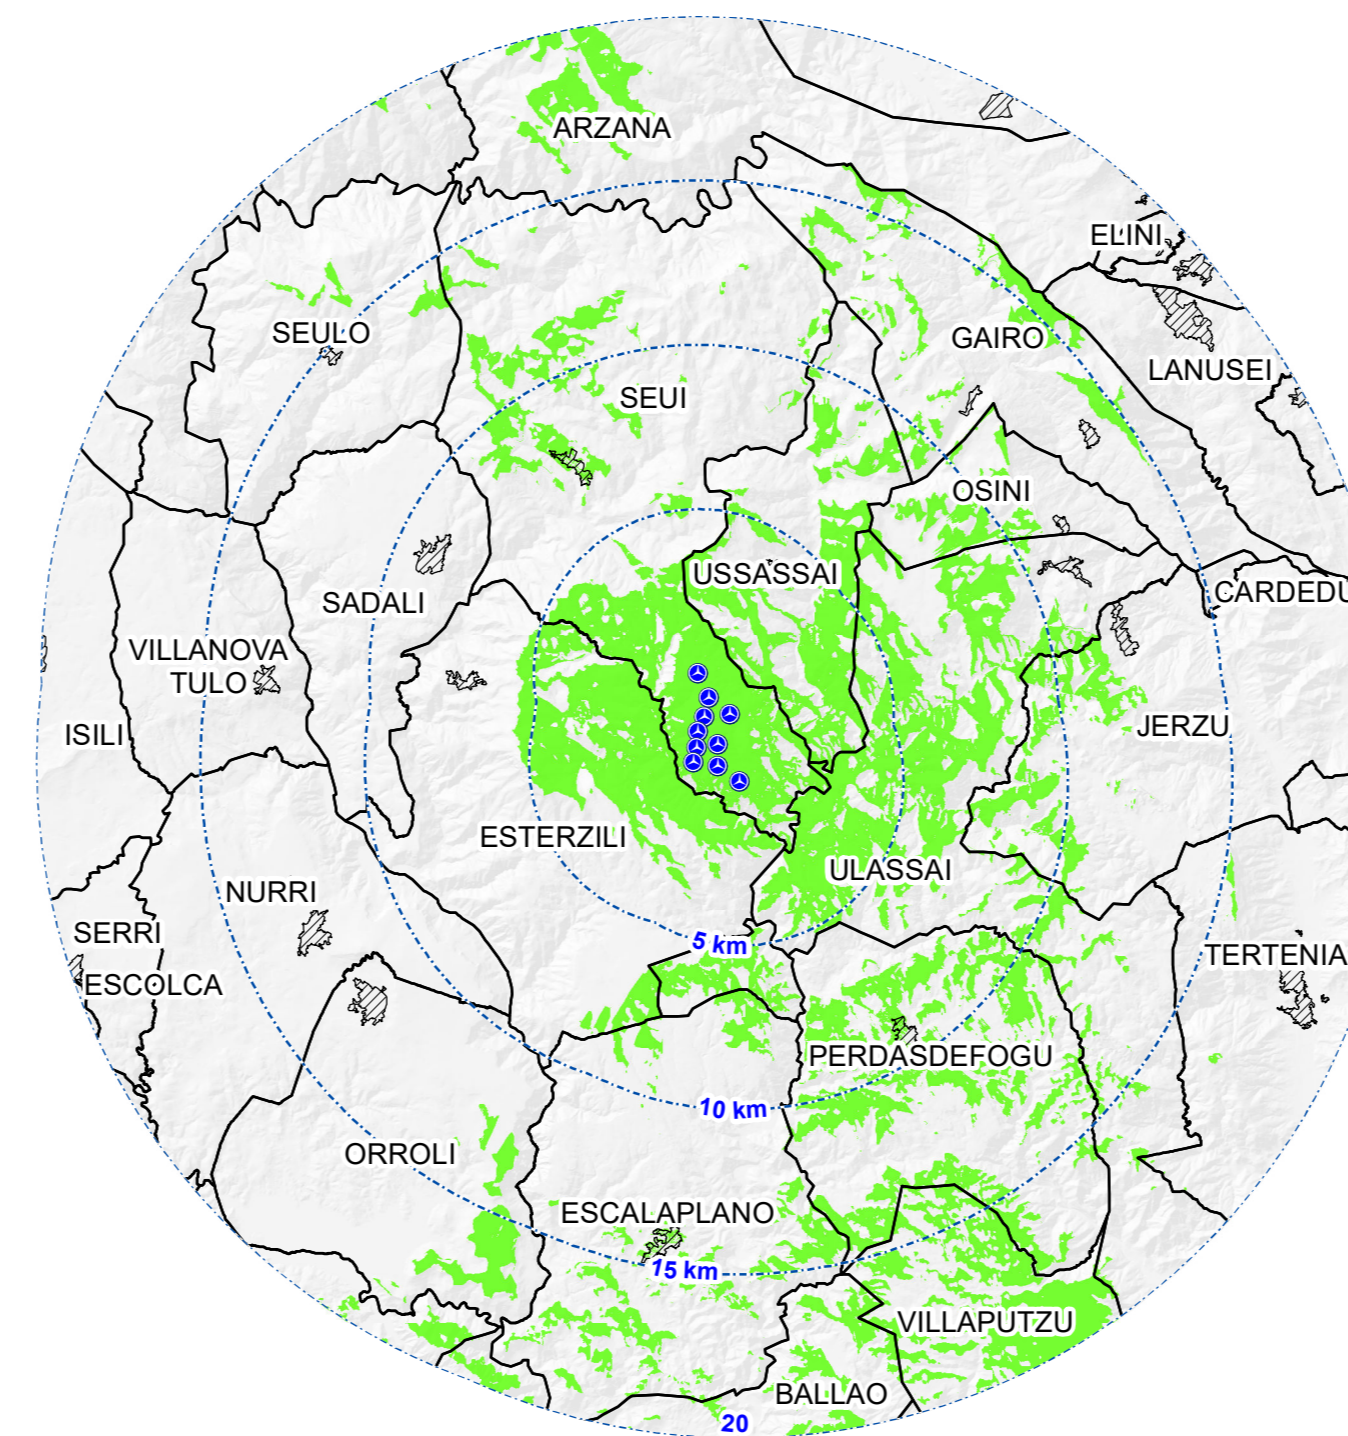 ARZANA
ELINI
SEULO
GAIRO
LANUSEI
SEUI
OSINI
USSASSAI
CARDEDU
SADALI
VILLANOVA
TULO
ISILI
JERZU
ESTERZILI
ULASSAI
NURRI
SERRI
5 km
TERTENIA
ESCOLCA
PERDASDEFOGU
10 km
ORROLI
ESCALAPLANO
15 km
VILLAPUTZU
BALLAO
20